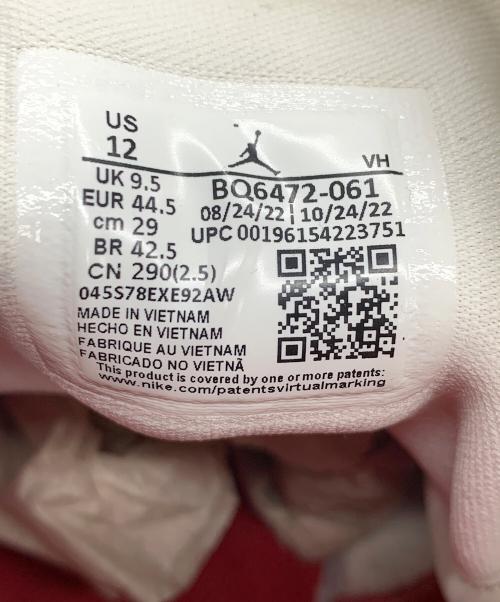 US
12
VH
UK 9.5
EUR 44.5
cm 29
BR 42.5
CN 290(2.5)
BQ6472-061
08/24/22 | 10/24/22
UPC 00196154223751
045S78EXE92AW
MADE IN VIETNAM
HECHO EN VIETNAM
FABRIQUE AU VIETNAM
FABRICADO NO VIETNÃ
This product is covered by one or more patents:
www.nike.com/patentsvirtualmarking